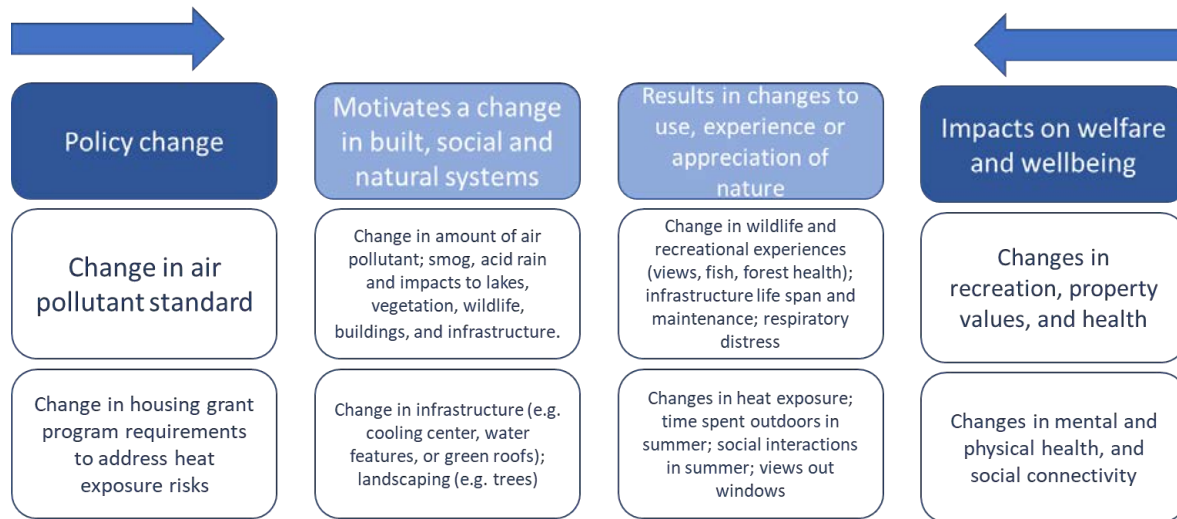 Policy change
Motivates a change
in built, social and
natural systems
Results in changes to
use, experience or
appreciation of
nature
Impacts on welfare
and wellbeing
Change in air
pollutant standard
Change in amount of air
pollutant; smog, acid rain
and impacts to lakes,
vegetation, wildlife,
buildings, and infrastructure.
Change in wildlife and
recreational experiences
(views, fish, forest health);
infrastructure life span and
maintenance; respiratory
distress
Changes in
recreation, property
values, and health
Change in housing grant
program requirements
to address heat
exposure risks
Change in infrastructure (e.g.
cooling center, water
features, or green roofs);
landscaping (e.g. trees)
Changes in heat exposure;
time spent outdoors in
summer; social interactions
in summer; views out
windows
Changes in mental and
physical health, and
social connectivity